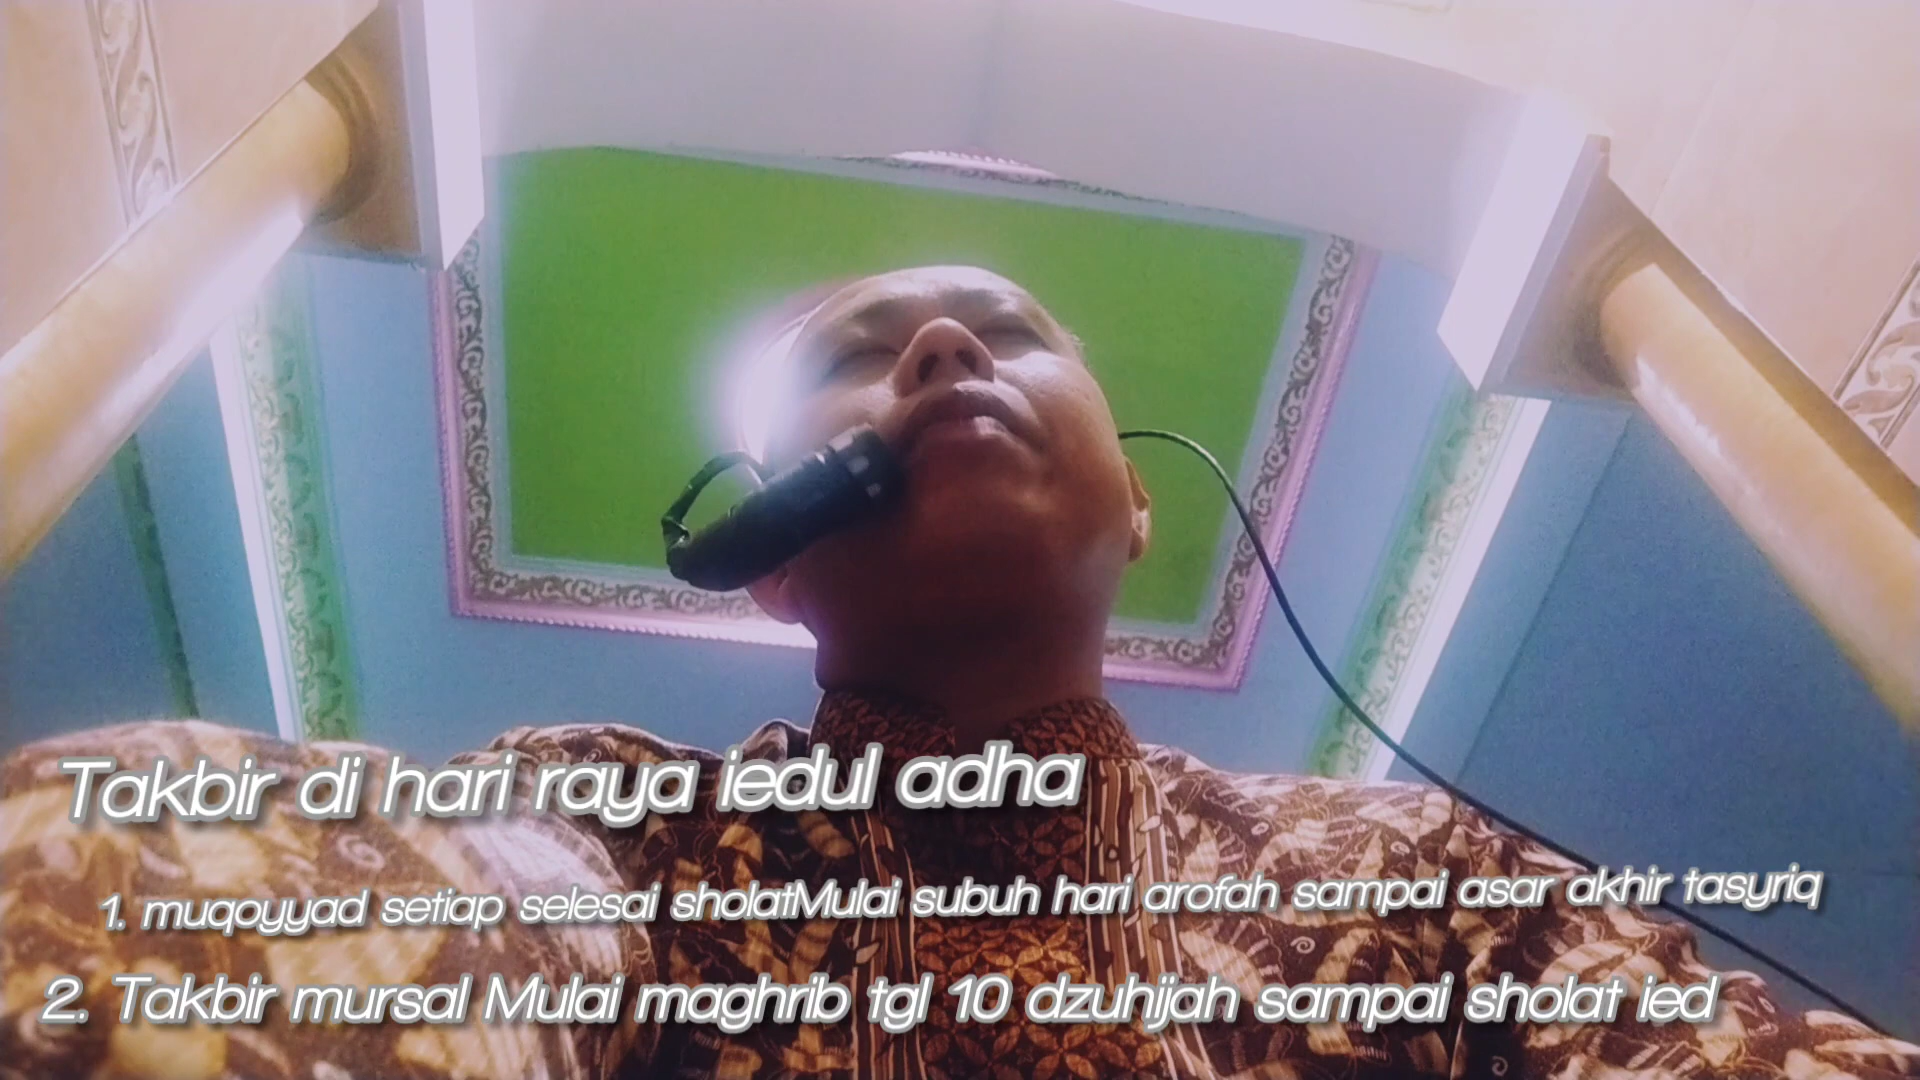 Takbir di hari raya iedul adha
1. muqoyyad setiap selesai sholatMulai subuh hari arofah sampai asar akhir tasyriq
2. Takbir mursal Mulai maghrib tgl 10 dzuhijah sampai sholat ied